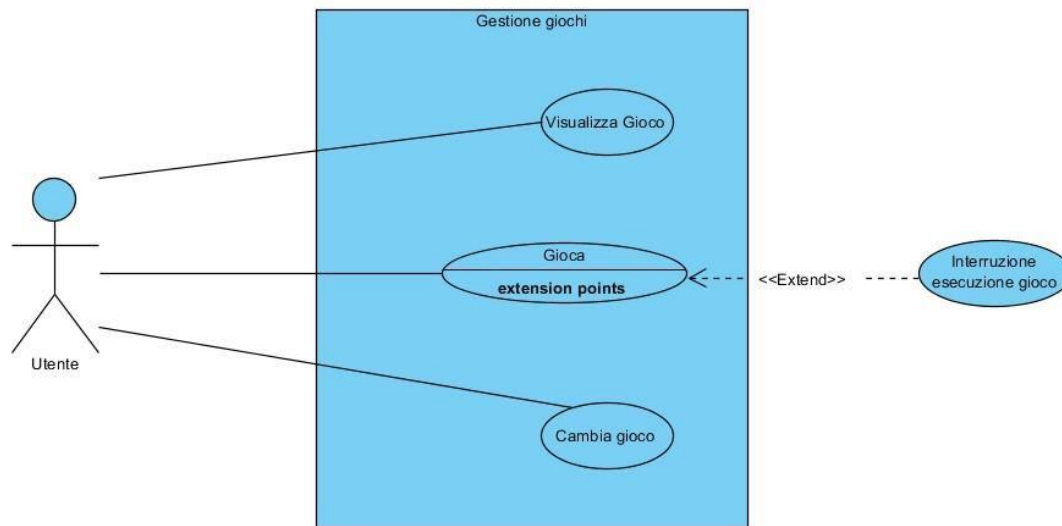 Gestione giochi
Visualizza Gioco
Gioca
extension points
<<Extend>>
Interruzione
esecuzione gioco
Utente
Cambia gioco